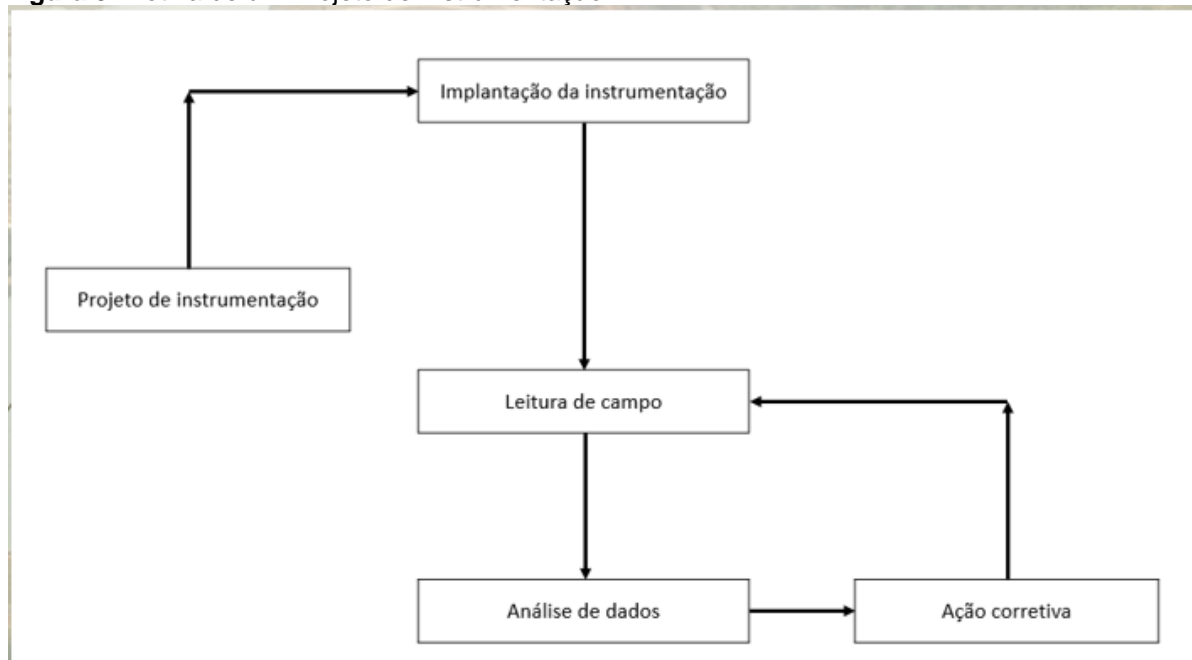 Implantação da instrumentação
Projeto de instrumentação
Leitura de campo
Análise de dados
Ação corretiva